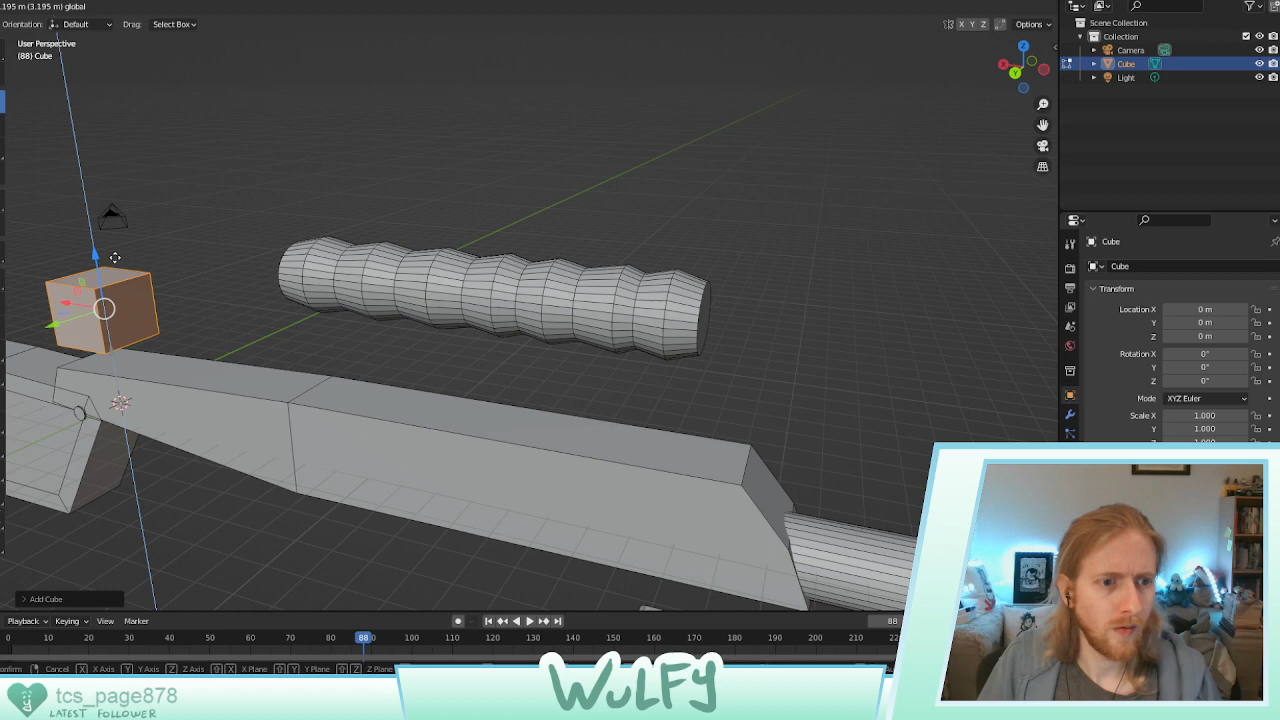 .195 m (3.195 m) global
Orientation: Default Drag: Select Box X Y Z Options
User Perspective
(88) Cube
X Y Z
Scene Collection
Collection
Camera
Cube
Light
Cube
Cube
Transform
Location X 0 m
Y 0 m
Z 0 m
Rotation X 0°
Y 0°
Z 0°
Mode XYZ Euler
Scale X 1.000
Y 1.000
Add Cube
Playback Keying View Marker
88
0 10 20 30 40 50 60 70 80 88 100 110 120 130 140 150 160 170 180 190 200 210
onfirm Cancel X X Axis Y Y Axis Z Z Axis X X Plane Y Y Plane Z Z Plane
WULFY
tcs_page878
LATEST FOLLOWER